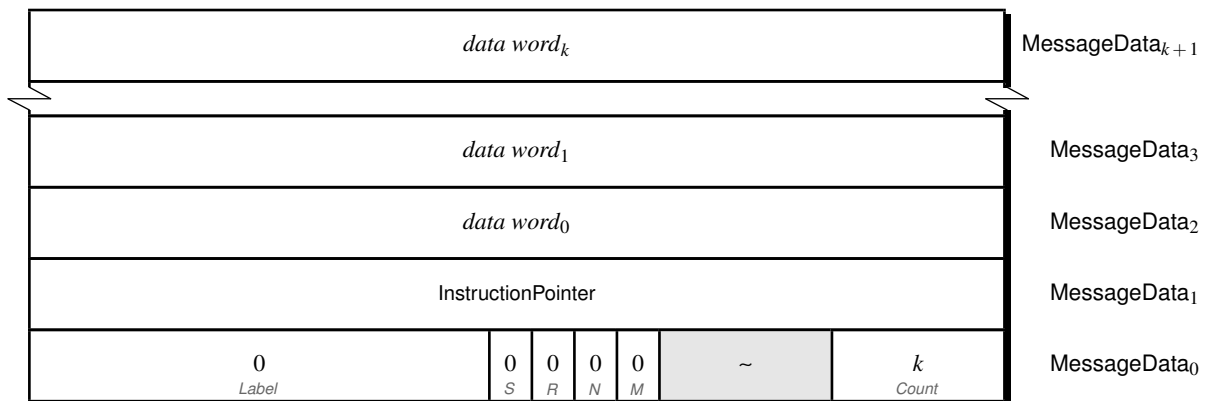 data word_k MessageData_{k+1}
data word_1 MessageData_3
data word_0 MessageData_2
InstructionPointer MessageData_1
0 0 0 0 0 ~ k MessageData_0
Label S R N M Count